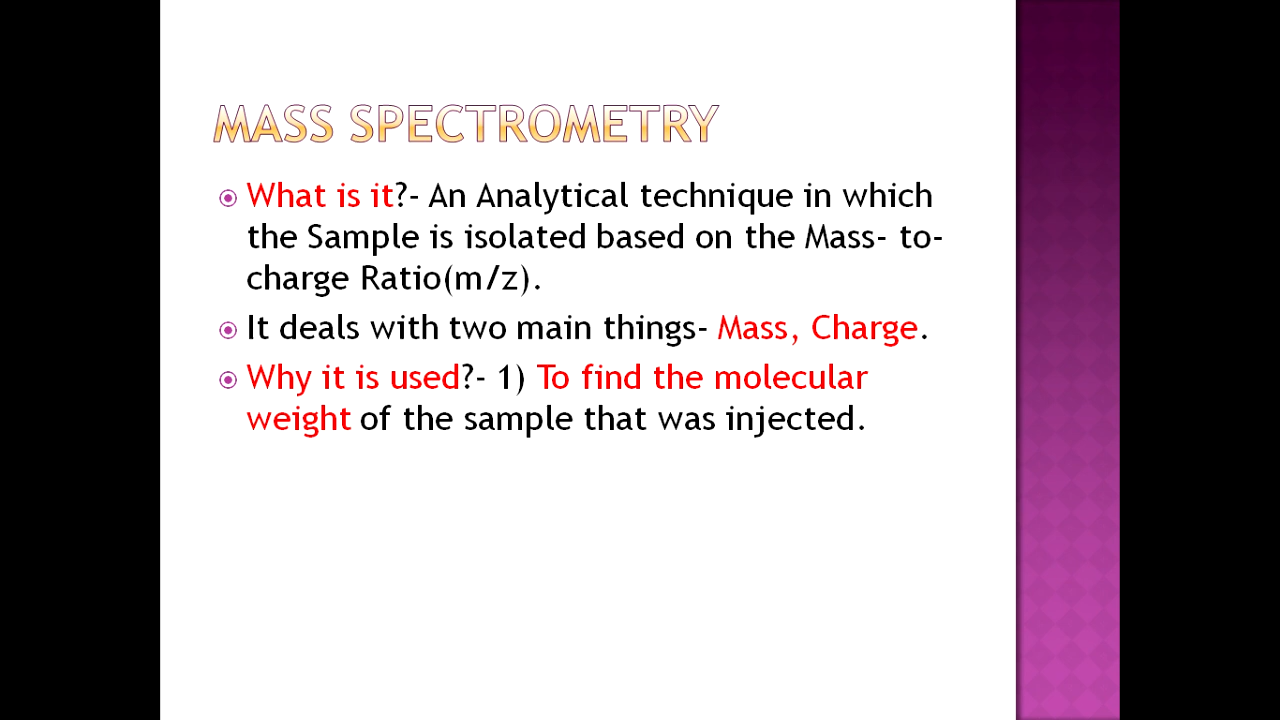 MASS SPECTROMETRY
What is it?- An Analytical technique in which
the Sample is isolated based on the Mass- to-
charge Ratio(m/z).
It deals with two main things- Mass, Charge.
Why it is used?- 1) To find the molecular
weight of the sample that was injected.